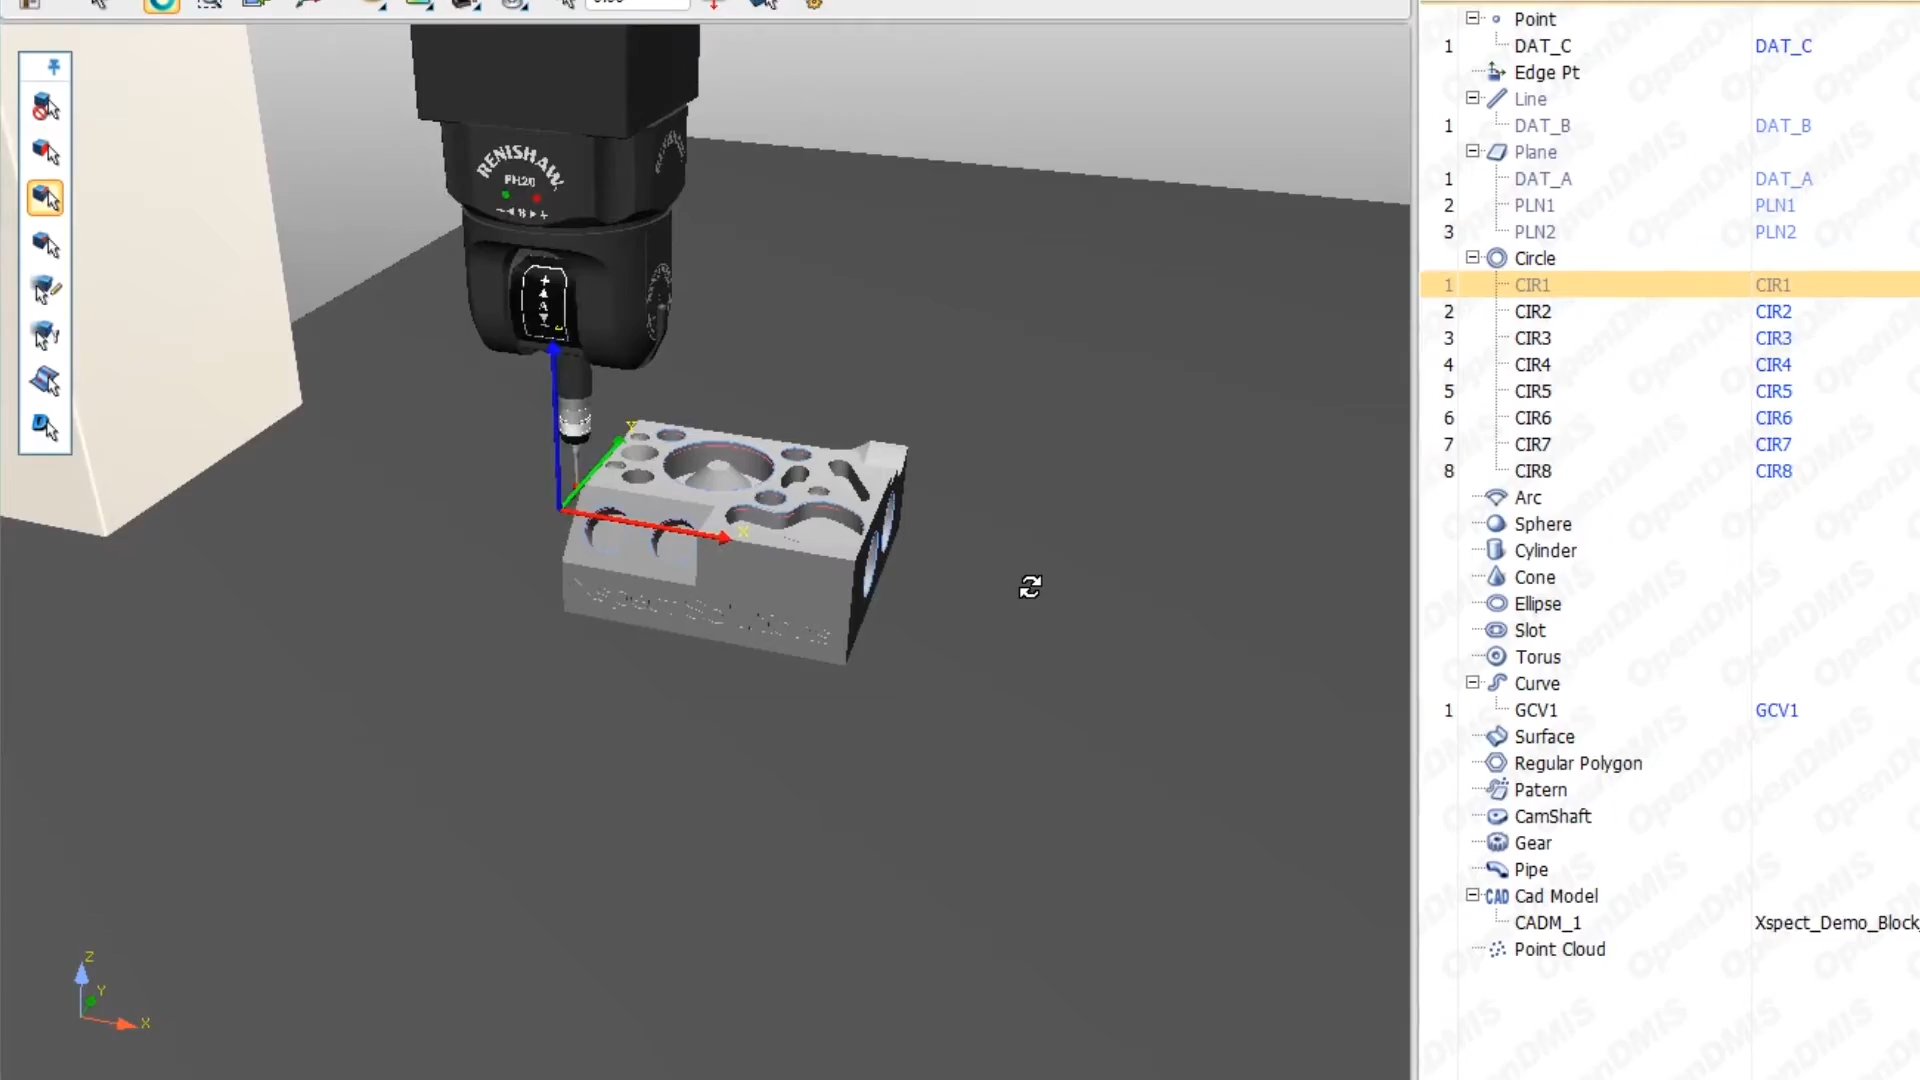 RENISHAW
PH20
Y
X
Z
Y
X
Point
1 DAT_C DAT_C
Edge Pt
Line
1 DAT_B DAT_B
Plane
1 DAT_A DAT_A
2 PLN1 PLN1
3 PLN2 PLN2
Circle
1 CIR1 CIR1
2 CIR2 CIR2
3 CIR3 CIR3
4 CIR4 CIR4
5 CIR5 CIR5
6 CIR6 CIR6
7 CIR7 CIR7
8 CIR8 CIR8
Arc
Sphere
Cylinder
Cone
Ellipse
Slot
Torus
Curve
1 GCV1 GCV1
Surface
Regular Polygon
Patern
CamShaft
Gear
Pipe
CAD Cad Model
CADM_1 Xspect_Demo_Block
Point Cloud
OpenDMIS